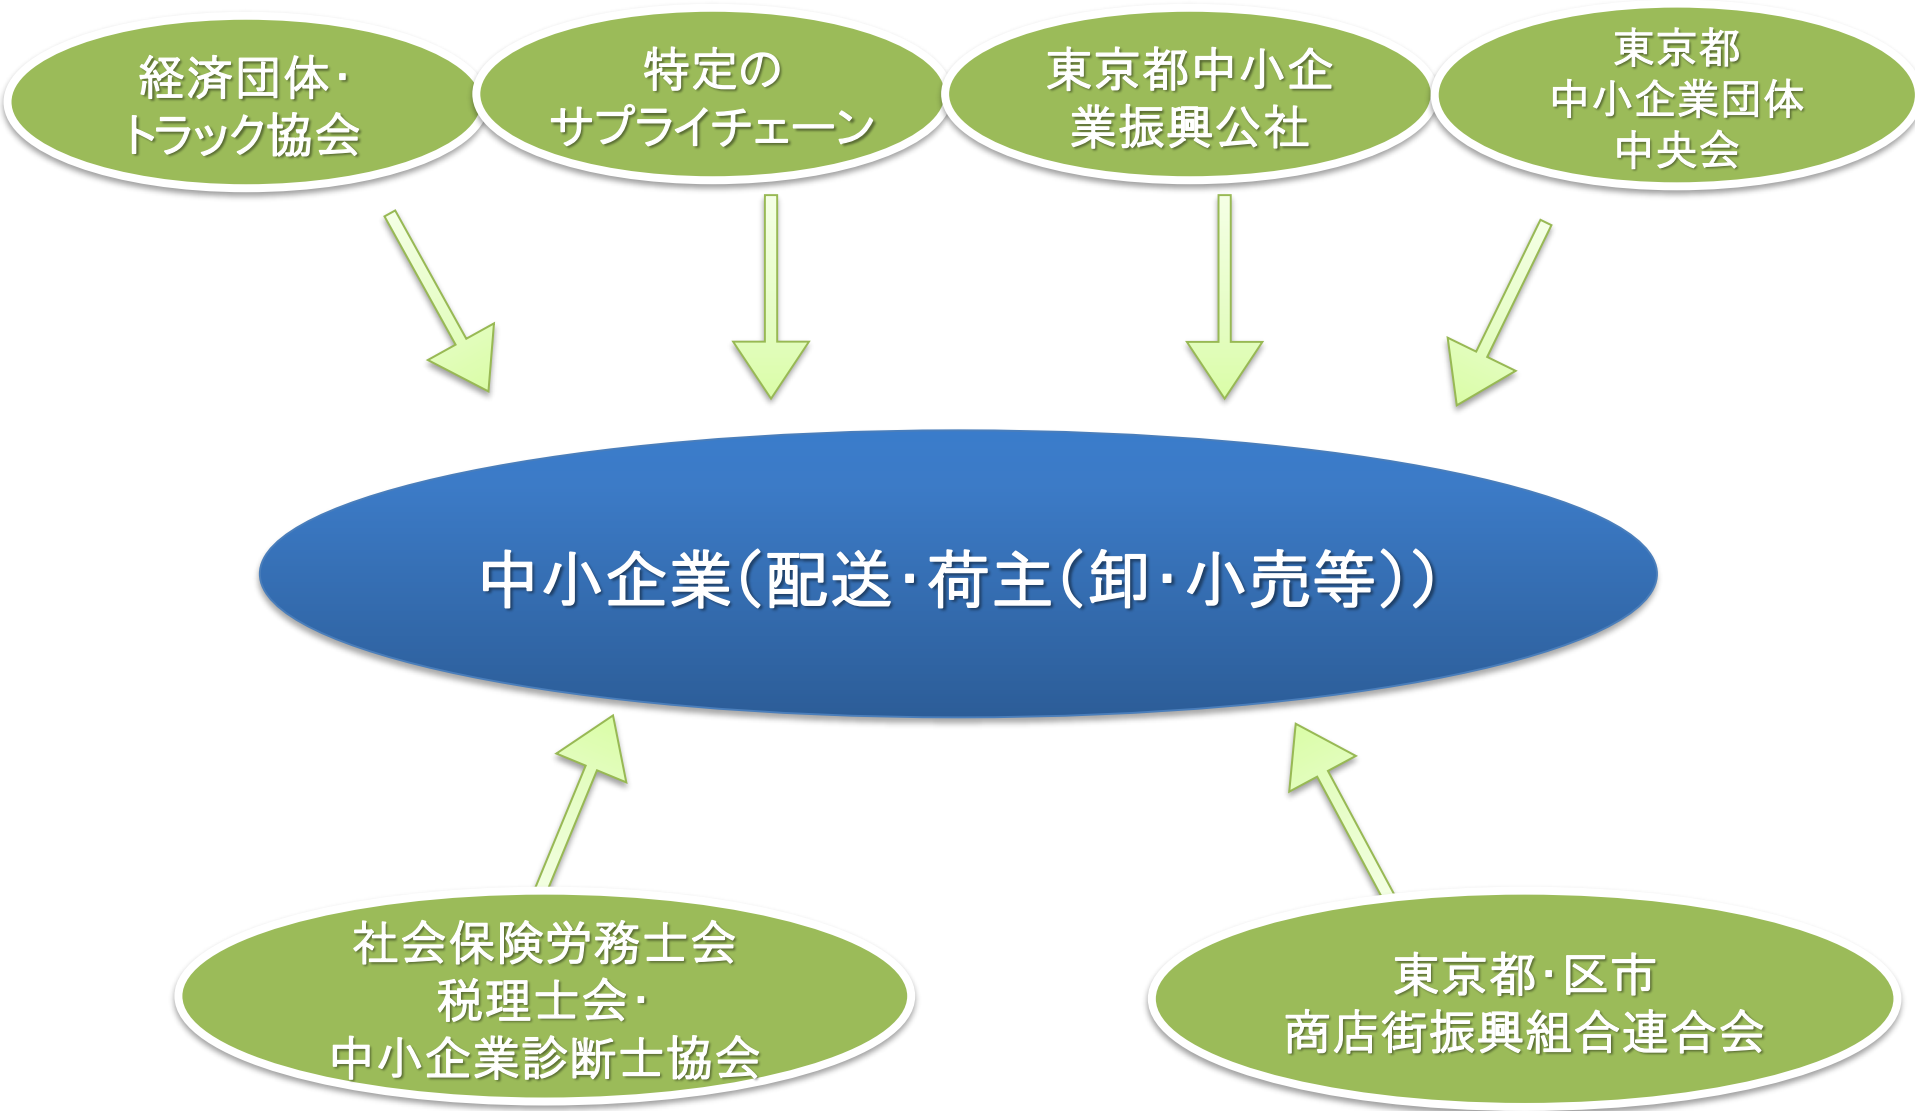 経済団体・
トラック協会
特定の
サプライチェーン
東京都中小企
業振興公社
東京都
中小企業団体
中央会
中小企業（配送・荷主（卸・小売等））
社会保険労務士会
税理士会・
中小企業診断士協会
東京都・区市
商店街振興組合連合会